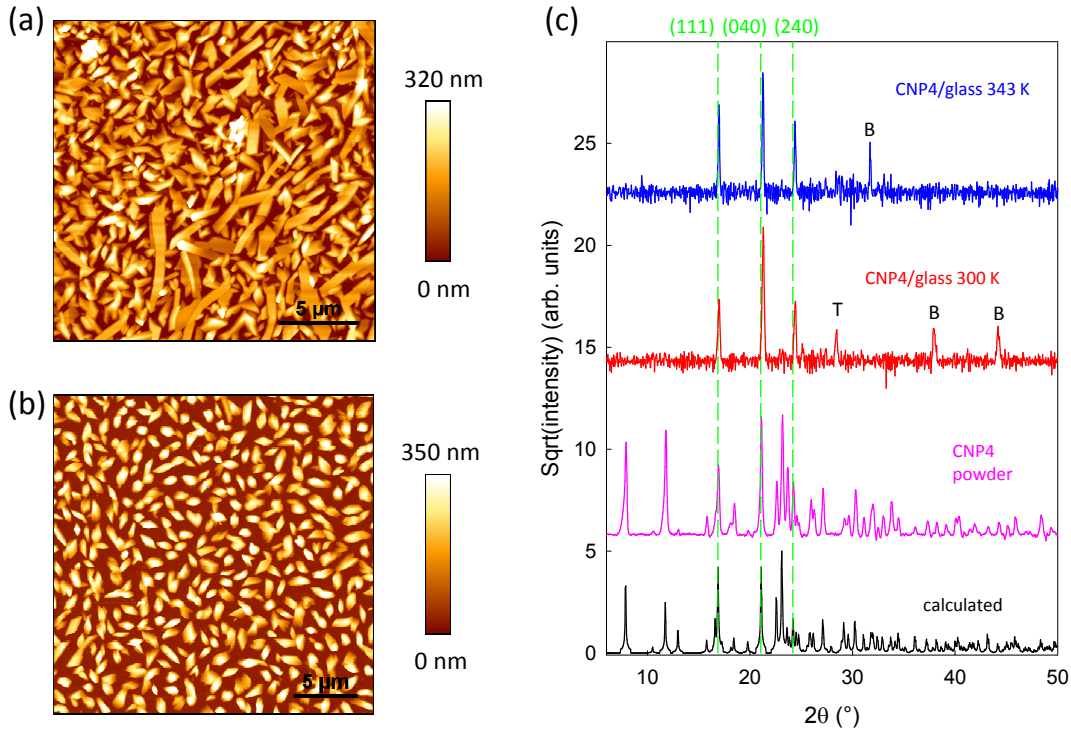 (a)
320 nm
0 nm
5 µm
(b)
350 nm
0 nm
5 µm
(c)
(111) (040) (240)
CNP4/glass 343 K
B
CNP4/glass 300 K
T
B
B
CNP4
powder
calculated
25
20
15
10
5
0
Sqrt(intensity) (arb. units)
10
20
30
40
50
2θ (°)